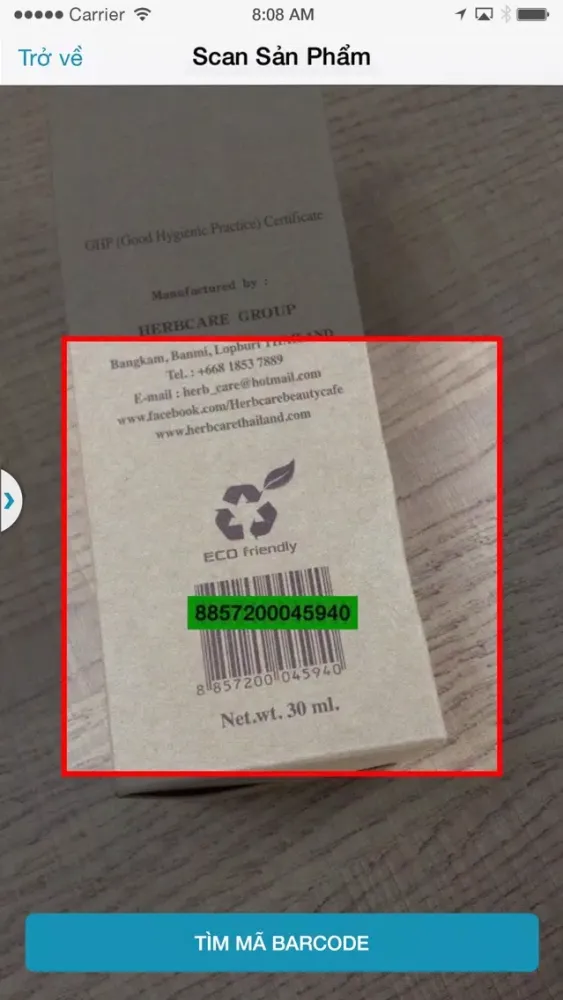 Carrier
8:08 AM
Trở về
Scan Sản Phẩm
GHP (Good Hygienic Practice) Certificate
Manufactured by :
HERBCARE GROUP
Bangkam, Banmi, Lopburi THAILAND
Tel. : +668 1853 7889
E-mail : herb_care@hotmail.com
www.facebook.com/Herbcarebeautycafe
www.herbcarethailand.com
ECO friendly
8857200045940
8 857200 045940
Net.wt. 30 ml.
TÌM MÃ BARCODE